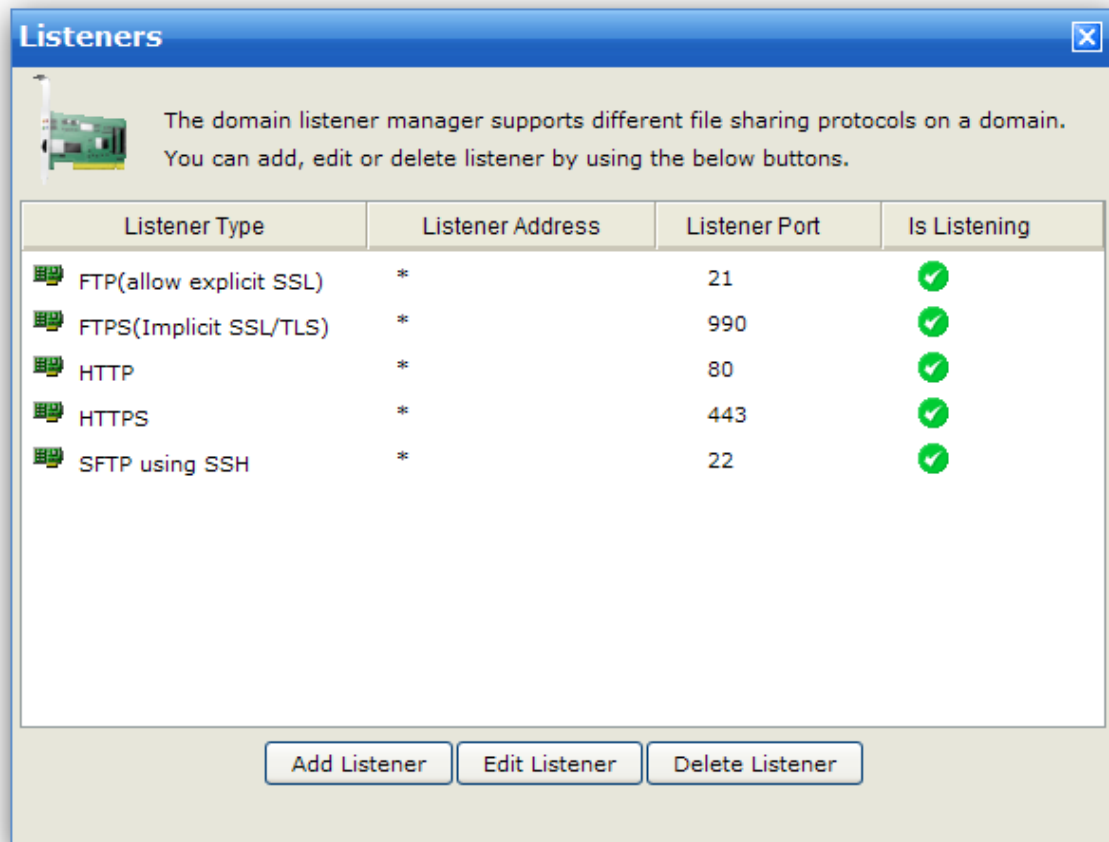 Listeners
The domain listener manager supports different file sharing protocols on a domain.
You can add, edit or delete listener by using the below buttons.
Listener Type Listener Address Listener Port Is Listening
FTP(allow explicit SSL) * 21
FTPS(Implicit SSL/TLS) * 990
HTTP * 80
HTTPS * 443
SFTP using SSH * 22
Add Listener Edit Listener Delete Listener